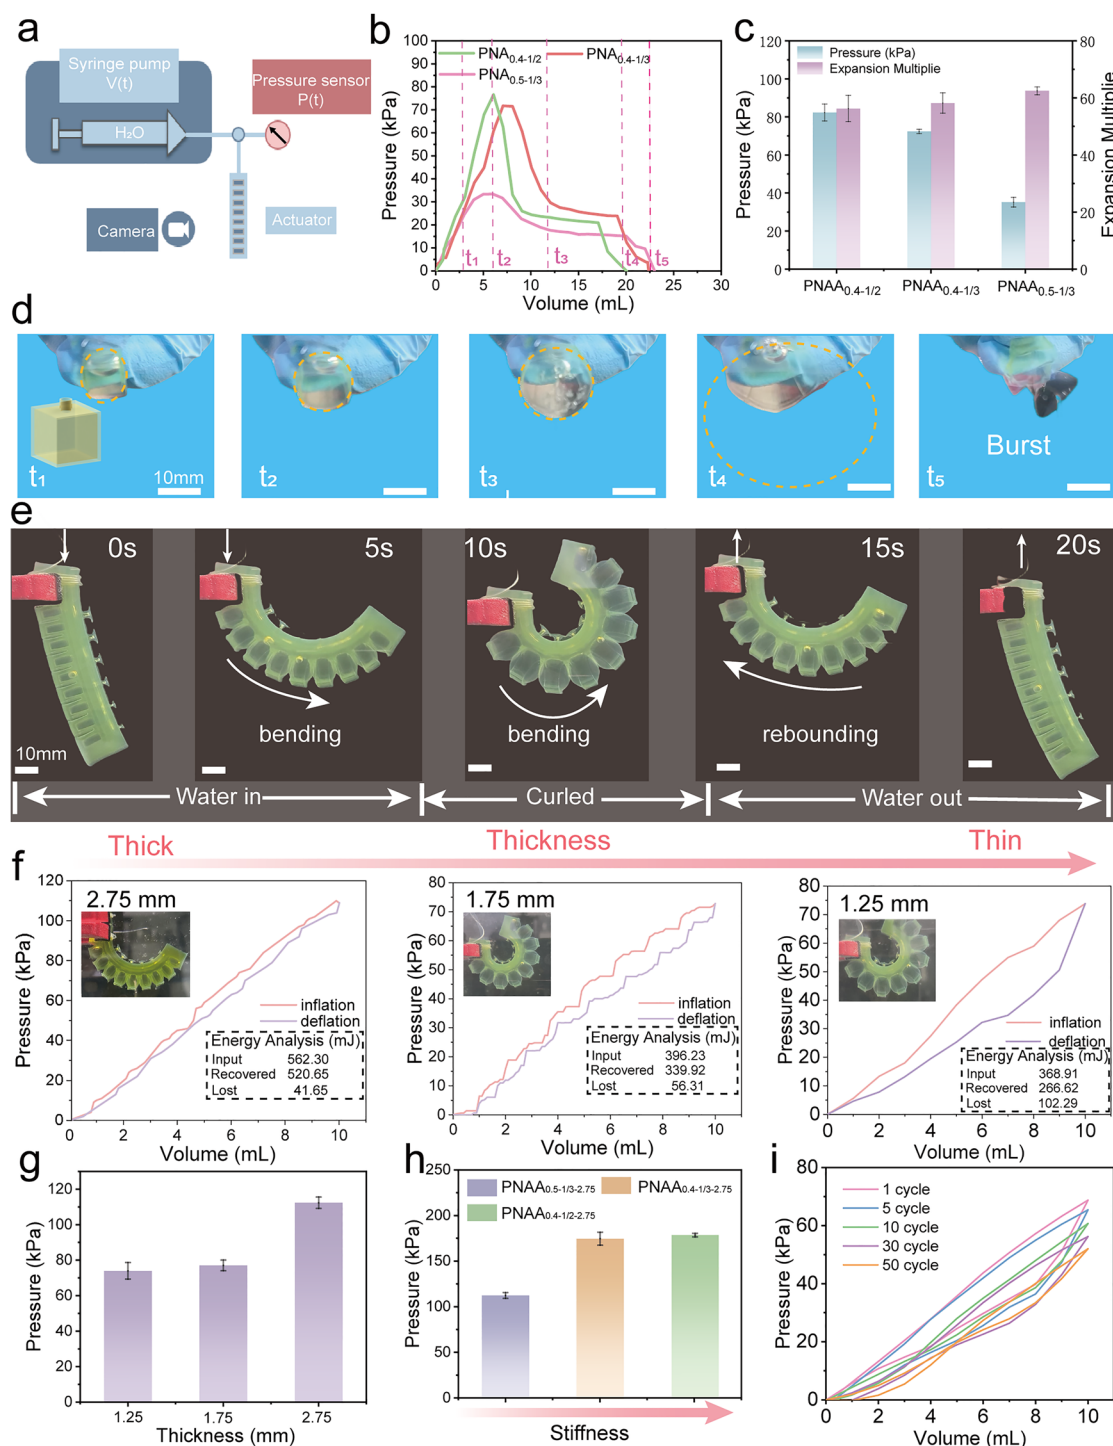 a
Syringe pump
V(t)
H₂O
Pressure sensor
P(t)
Camera
Actuator
b
PNA0.4-1/2
PNA0.4-1/3
PNA0.5-1/3
100
90
80
70
60
50
40
30
20
10
0
Pressure (kPa)
t₁
t₂
t₃
t₄
t₅
0 5 10 15 20 25 30
Volume (mL)
c
Pressure (kPa)
Expansion Multiplie
120
100
80
60
40
20
0
Pressure (kPa)
80
60
40
20
0
Expansion Multiplie
PNAA0.4-1/2 PNAA0.4-1/3 PNAA0.5-1/3
d
t₁
10mm
t₂
t₃
t₄
Burst
t₅
e
0s
5s
10s
15s
20s
bending
bending
rebounding
10mm
Water in
Curled
Water out
Thick
Thickness
Thin
f
2.75 mm
120
100
80
60
40
20
0
Pressure (kPa)
inflation
deflation
Energy Analysis (mJ)
Input 562.30
Recovered 520.65
Lost 41.65
0 2 4 6 8 10
Volume (mL)
1.75 mm
80
70
60
50
40
30
20
10
0
Pressure (kPa)
inflation
deflation
Energy Analysis (mJ)
Input 396.23
Recovered 339.92
Lost 56.31
0 2 4 6 8 10
Volume (mL)
1.25 mm
80
70
60
50
40
30
20
10
0
Pressure (kPa)
inflation
deflation
Energy Analysis (mJ)
Input 368.91
Recovered 266.62
Lost 102.29
0 2 4 6 8 10
Volume (mL)
g
120
100
80
60
40
20
0
Pressure (kPa)
1.25 1.75 2.75
Thickness (mm)
h
PNAA0.5-1/3-2.75
PNAA0.4-1/3-2.75
PNAA0.4-1/2-2.75
250
200
150
100
50
0
Pressure (kPa)
Stiffness
i
1 cycle
5 cycle
10 cycle
30 cycle
50 cycle
80
60
40
20
0
Pressure (kPa)
0 2 4 6 8 10
Volume (mL)